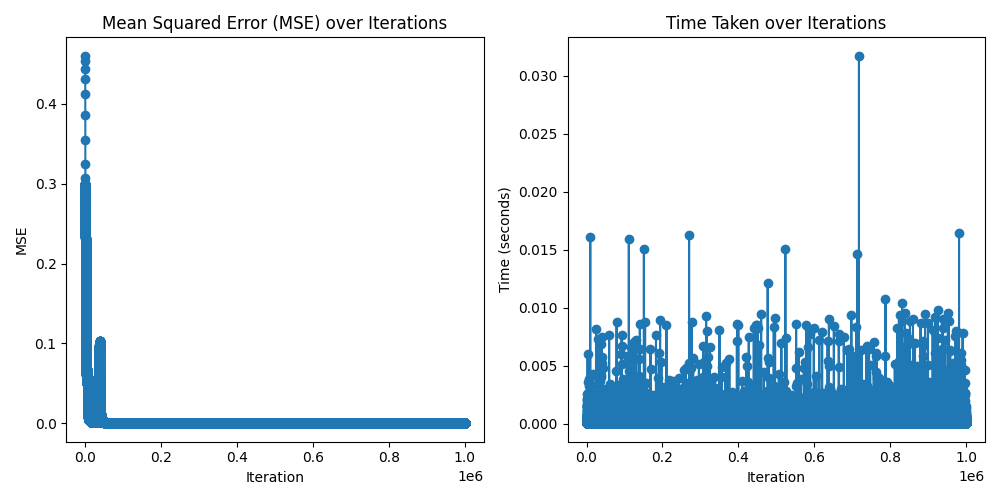 Mean Squared Error (MSE) over Iterations
MSE
0.4
0.3
0.2
0.1
0.0
0.0 0.2 0.4 0.6 0.8 1.0
1e6
Iteration
Time Taken over Iterations
Time (seconds)
0.030
0.025
0.020
0.015
0.010
0.005
0.000
0.0 0.2 0.4 0.6 0.8 1.0
1e6
Iteration